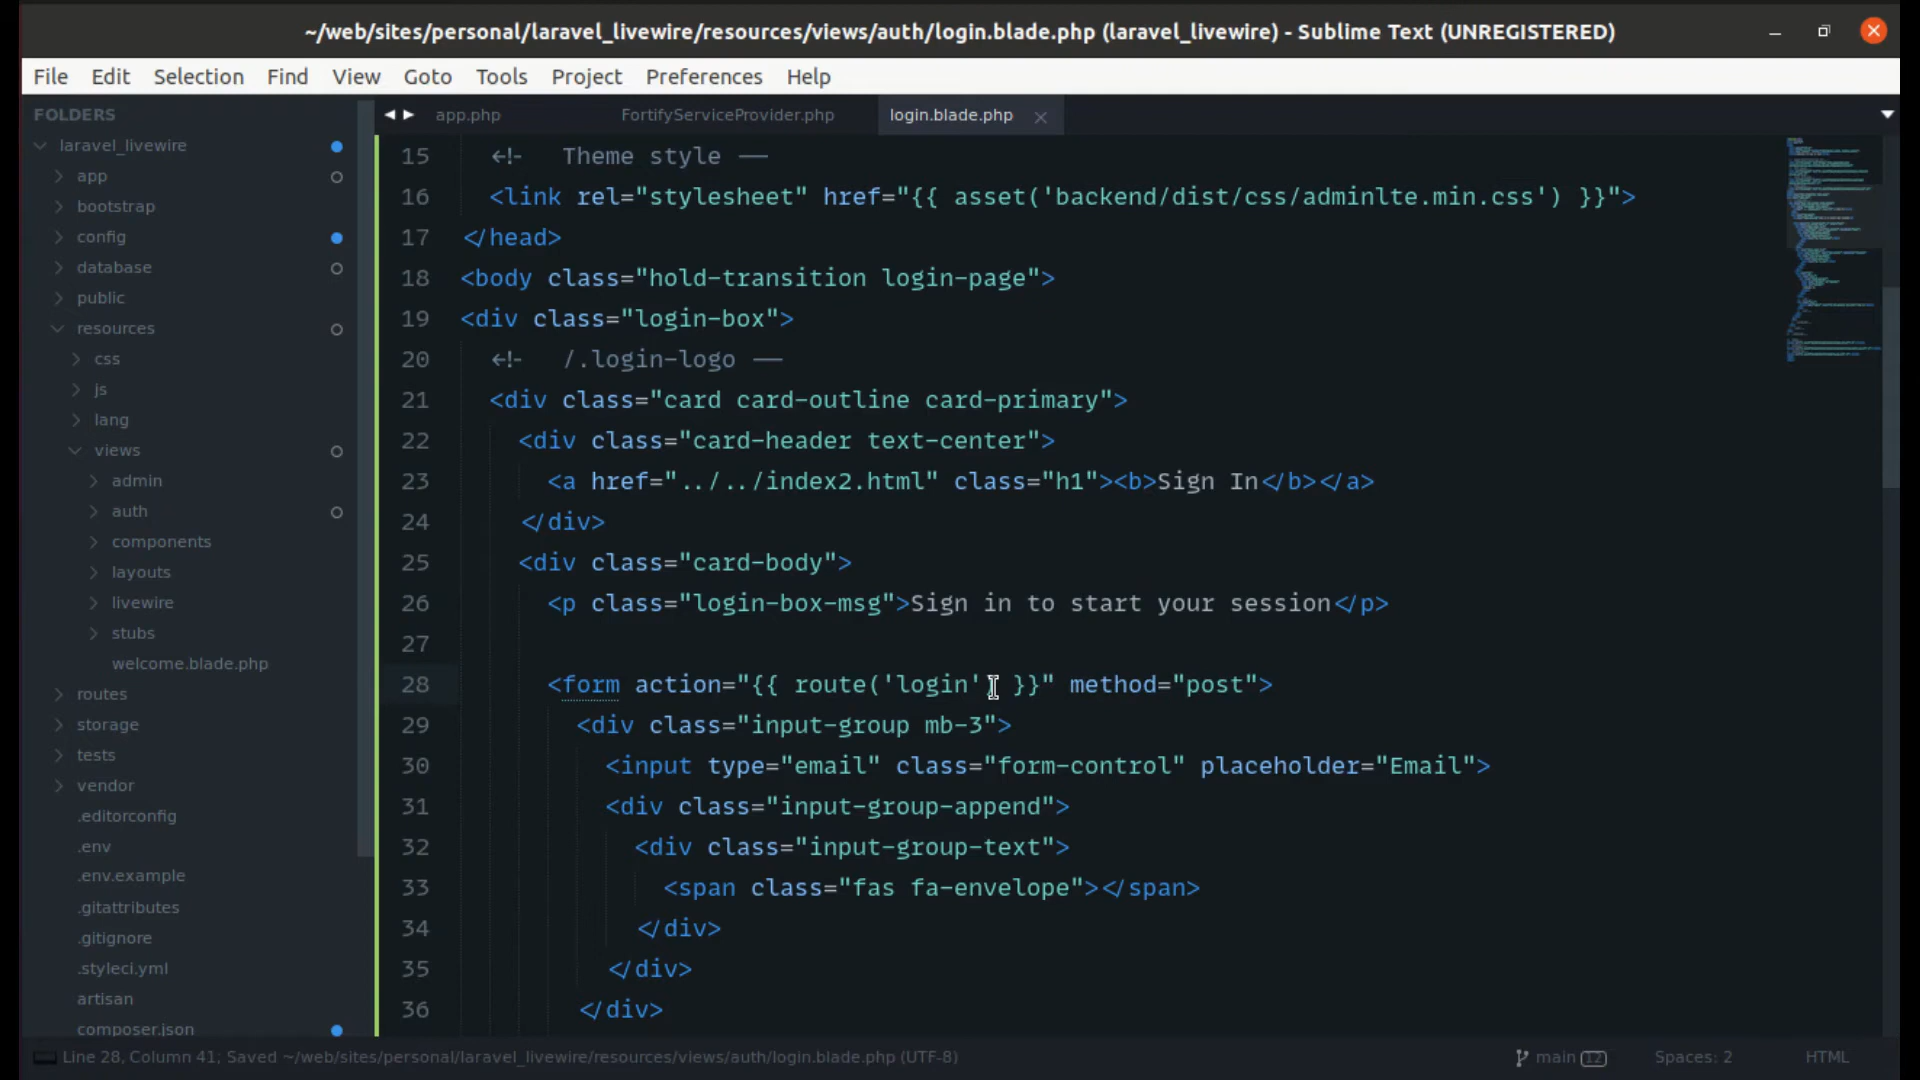 ~/web/sites/personal/laravel_livewire/resources/views/auth/login.blade.php (laravel_livewire) - Sublime Text (UNREGISTERED)
File Edit Selection Find View Goto Tools Project Preferences Help
FOLDERS
laravel_livewire
app
bootstrap
config
database
public
resources
css
js
lang
views
admin
auth
components
layouts
livewire
stubs
welcome.blade.php
routes
storage
tests
vendor
.editorconfig
.env
.env.example
.gitattributes
.gitignore
.styleci.yml
artisan
composer.json
app.php FortifyServiceProvider.php login.blade.php
15 <!-- Theme style --
16 <link rel="stylesheet" href="{{ asset('backend/dist/css/adminlte.min.css') }}">
17 </head>
18 <body class="hold-transition login-page">
19 <div class="login-box">
20 <!-- /.login-logo --
21 <div class="card card-outline card-primary">
22 <div class="card-header text-center">
23 <a href="../../index2.html" class="h1"><b>Sign In</b></a>
24 </div>
25 <div class="card-body">
26 <p class="login-box-msg">Sign in to start your session</p>
27
28 <form action="{{ route('login') }}" method="post">
29 <div class="input-group mb-3">
30 <input type="email" class="form-control" placeholder="Email">
31 <div class="input-group-append">
32 <div class="input-group-text">
33 <span class="fas fa-envelope"></span>
34 </div>
35 </div>
36 </div>
Line 28, Column 41; Saved ~/web/sites/personal/laravel_livewire/resources/views/auth/login.blade.php (UTF-8) main 12 Spaces: 2 HTML